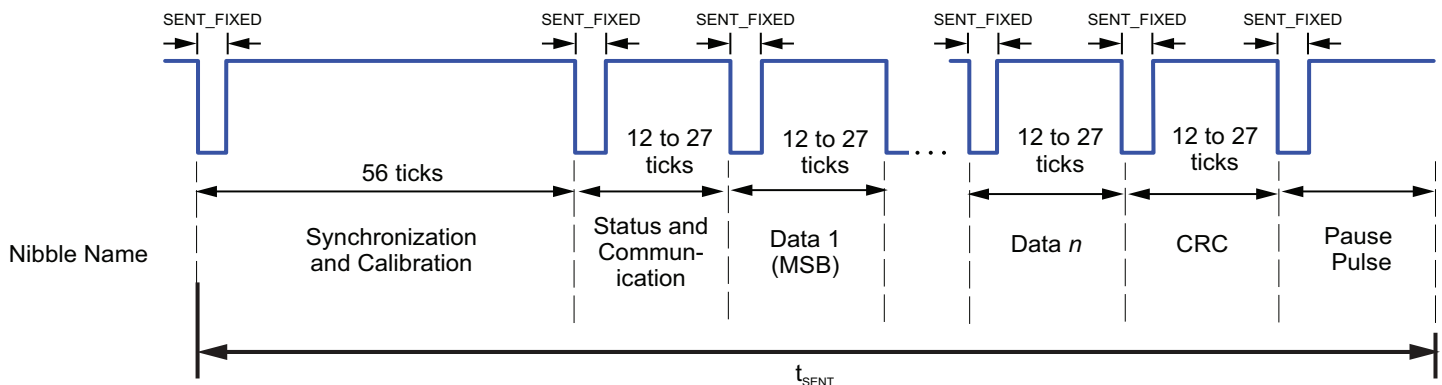 SENT_FIXED SENT_FIXED SENT_FIXED SENT_FIXED SENT_FIXED SENT_FIXED
12 to 27 ticks
12 to 27 ticks
...
12 to 27 ticks
12 to 27 ticks
56 ticks
Nibble Name
Synchronization
and Calibration
Status and
Commun-
ication
Data 1
(MSB)
Data n
CRC
Pause
Pulse
tSENT